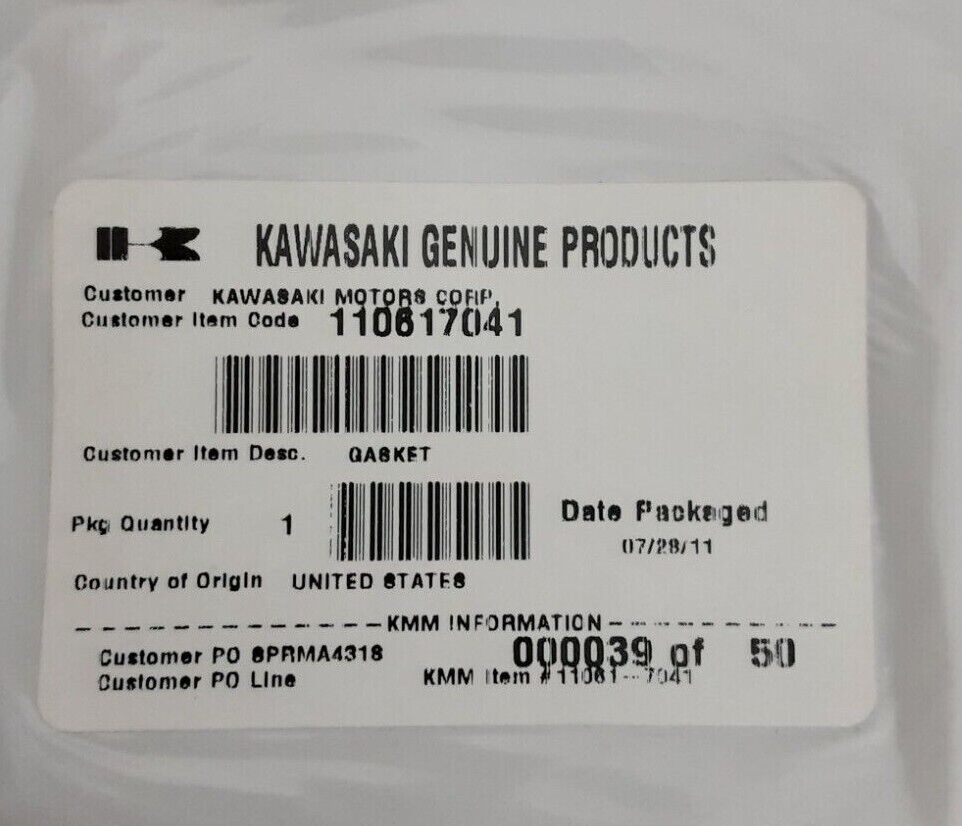 KAWASAKI GENUINE PRODUCTS
Customer KAWASAKI MOTORS CORP.
Customer Item Code 110617041
Customer Item Desc. GASKET
Pkg Quantity 1
Date Packaged
07/28/11
Country of Origin UNITED STATES
KMM INFORMATION
Customer PO SPRMA4318 000039 of 50
Customer PO Line KMM Item # 11061-7041